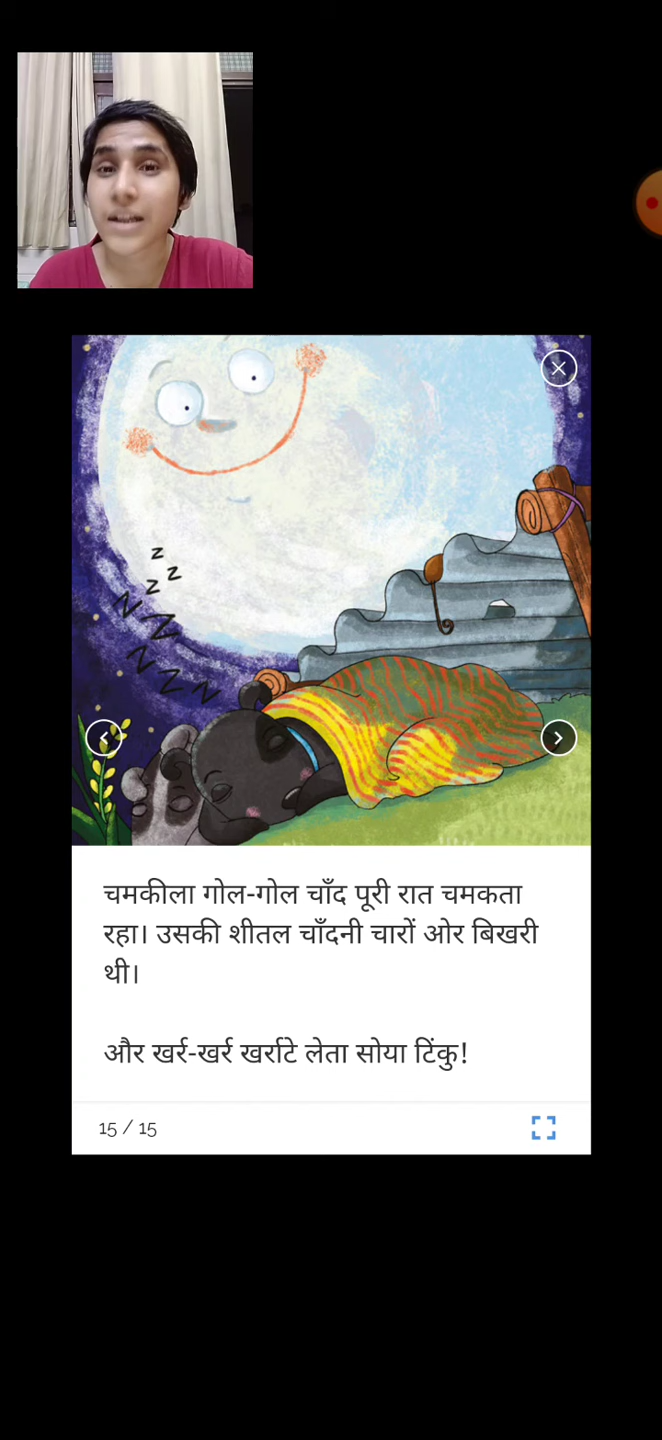 z
z
z
N
Z
N
Z
N
चमकीला गोल-गोल चाँद पूरी रात चमकता
रहा। उसकी शीतल चाँदनी चारों ओर बिखरी
थी।
और खर्र-खर्र खर्राटे लेता सोया टिंकु!
15 / 15